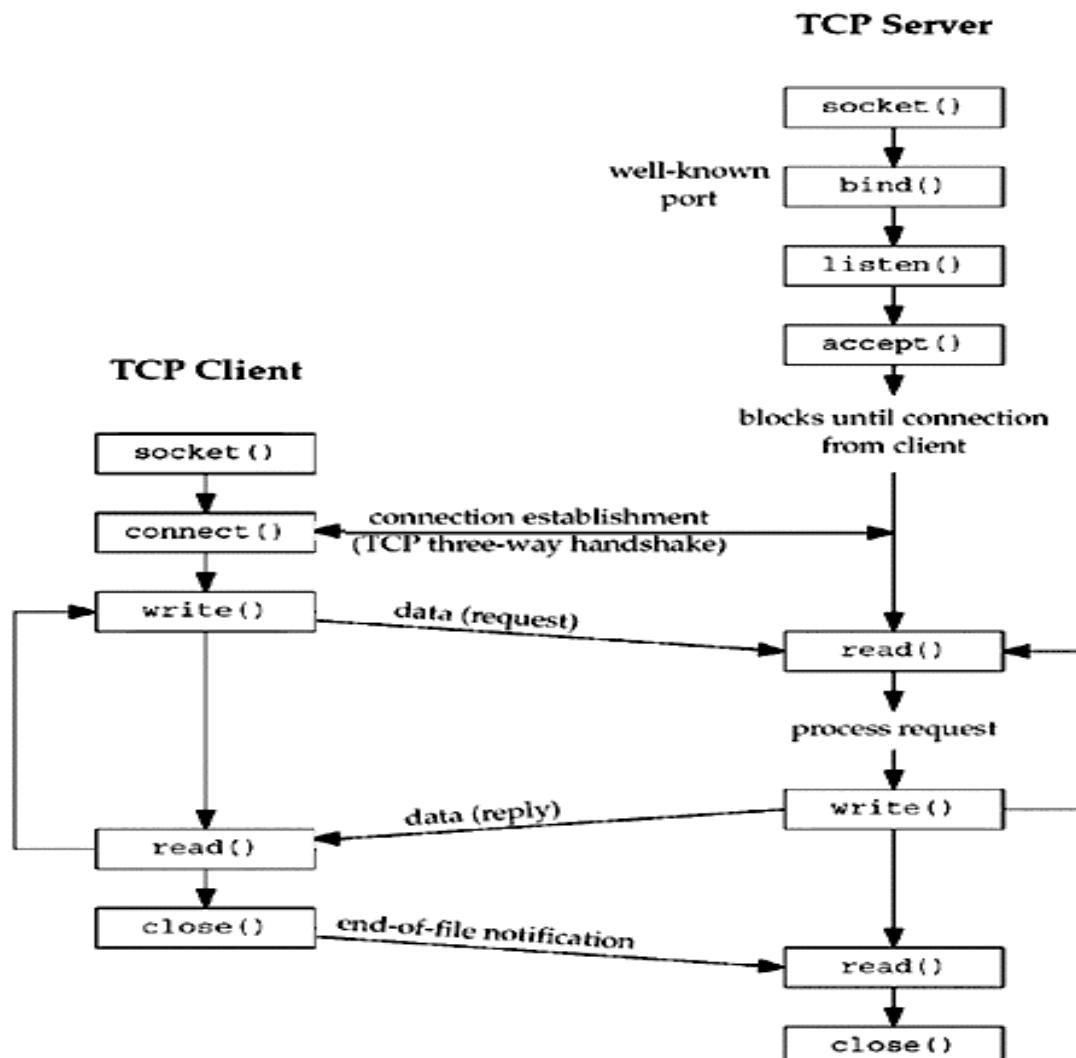 TCP Server
socket()
well-known
port
bind()
listen()
accept()
TCP Client
blocks until connection
from client
socket()
connection establishment
connect()
(TCP three-way handshake)
write()
data (request)
read()
process request
data (reply)
write()
read()
close()
end-of-file notification
read()
close()